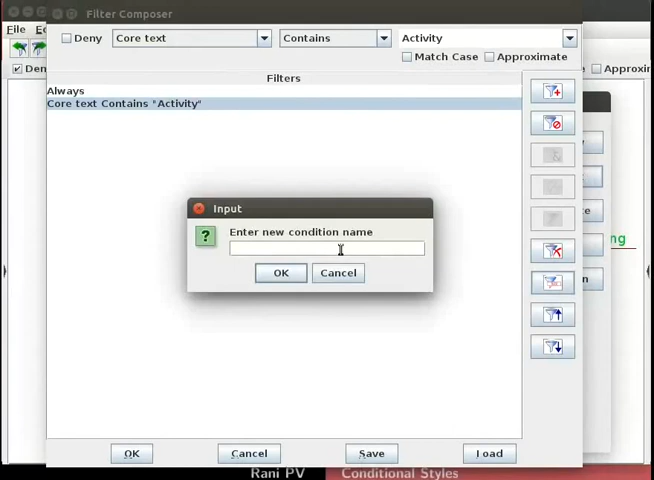 Filter Composer
File
Deny Core text Contains Activity
Match Case Approximate
Filters
Always
Core text Contains "Activity"
Input
Enter new condition name
OK Cancel
ng
OK Cancel Save Load
Rani PV Conditional Styles